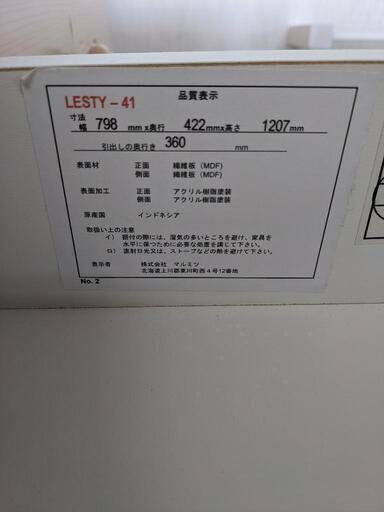 LESTY - 41 品質表示
寸法
幅 798 mm x奥行 422mmx高さ 1207mm
引出しの奥行き 360 mm
表面材 正面 繊維板（MDF）
側面 繊維板（MDF）
表面加工 正面 アクリル樹脂塗装
側面 アクリル樹脂塗装
原産国 インドネシア
取扱い上の注意
イ） 据付の際には、湿気の多いところを避け、家具を
水平に保つために必要な処置を講じて下さい。
ロ） 直射日光又は、ストーブなどの熱を避けて下さい。
表示者 株式会社 マルミツ
北海道上川郡東川町西４号12番地
No. 2